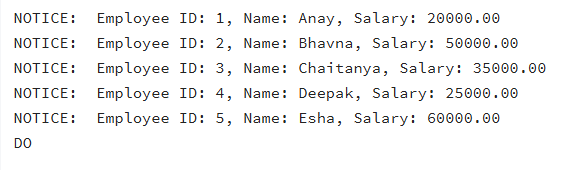 NOTICE:  Employee ID: 1, Name: Anay, Salary: 20000.00
NOTICE:  Employee ID: 2, Name: Bhavna, Salary: 50000.00
NOTICE:  Employee ID: 3, Name: Chaitanya, Salary: 35000.00
NOTICE:  Employee ID: 4, Name: Deepak, Salary: 25000.00
NOTICE:  Employee ID: 5, Name: Esha, Salary: 60000.00
DO